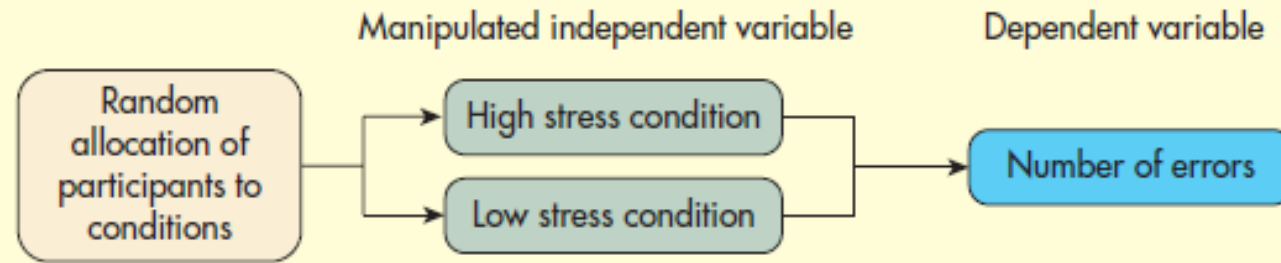 Manipulated independent variable
Dependent variable
Random
allocation of
participants to
conditions
High stress condition
Low stress condition
Number of errors